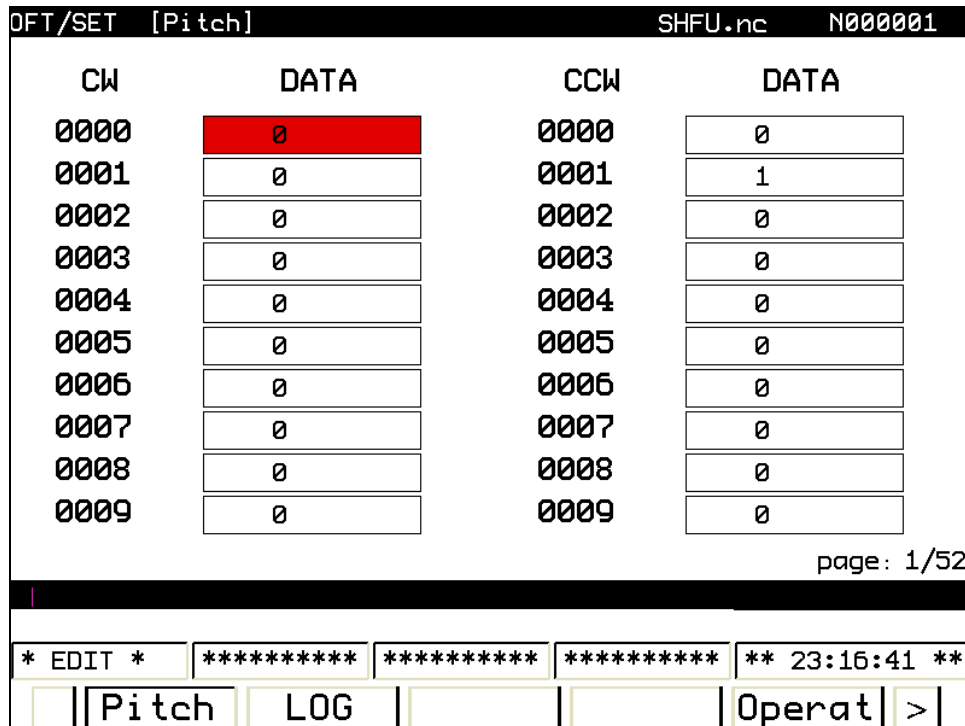 OFT/SET [Pitch] SHFU.nc N000001
CW DATA CCW DATA
0000 0 0000 0
0001 0 0001 1
0002 0 0002 0
0003 0 0003 0
0004 0 0004 0
0005 0 0005 0
0006 0 0006 0
0007 0 0007 0
0008 0 0008 0
0009 0 0009 0
page: 1/52
* EDIT * ********** ********** ********** ** 23:16:41 **
Pitch LOG Operat >